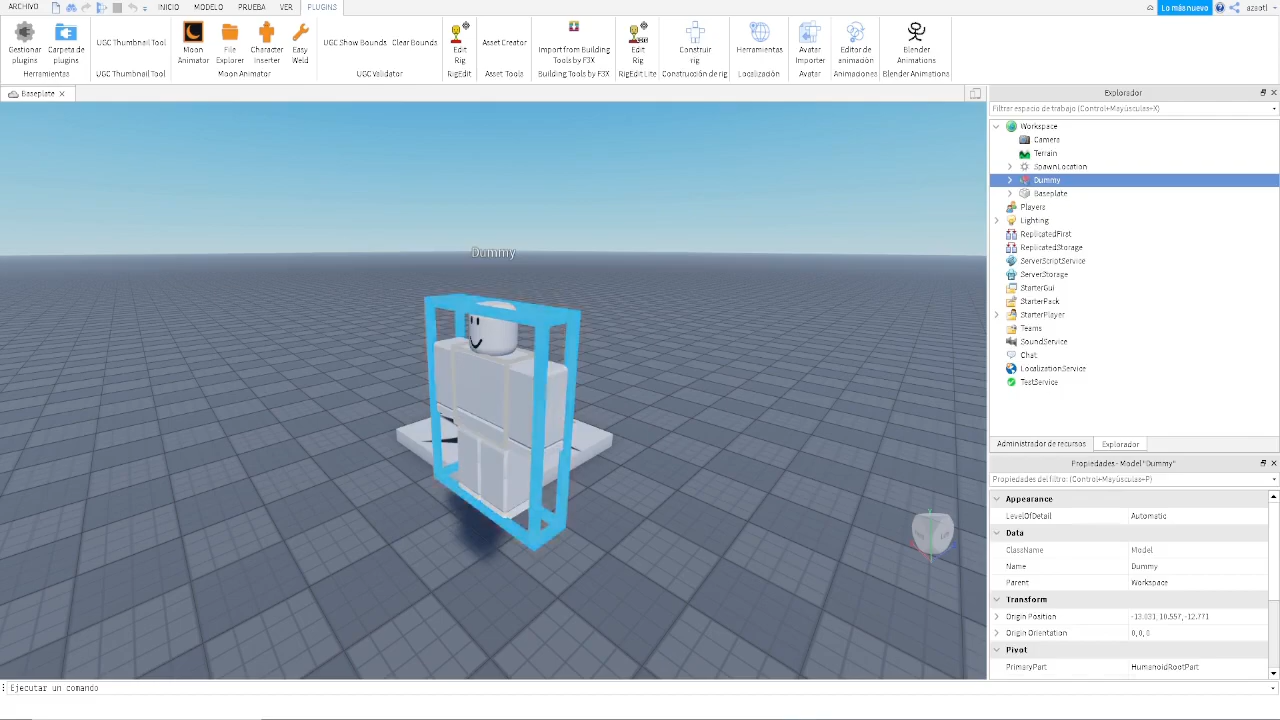 ARCHIVO INICIO MODELO PRUEBA VER PLUGINS Lo más nuevo
Gestionar plugins
Carpeta de plugins
Herramientas
UGC Thumbnail Tool
Moon Animator
File Explorer
Character Inserter
Easy Weld
Moon Animator
UGC Show Bounds
Clear Bounds
UGC Validator
Edit Rig
RigEdit
Asset Creator
Asset Tools
Import from Building Tools by F3X
Building Tools by F3X
Edit Rig
RigEdit Lite
Construir rig
Construcción de rig
Herramientas
Localización
Avatar Importer
Avatar
Editor de animación
Animaciones
Blender Animations
Blender Animations
Baseplate
Dummy
Explorador
Filtrar espacio de trabajo (Control+Mayúsculas+X)
Workspace
Camera
Terrain
SpawnLocation
Dummy
Baseplate
Players
Lighting
ReplicatedFirst
ReplicatedStorage
ServerScriptService
ServerStorage
StarterGui
StarterPack
StarterPlayer
Teams
SoundService
Chat
LocalizationService
TestService
Administrador de recursos Explorador
Propiedades - Model "Dummy"
Propiedades del filtro: (Control+Mayúsculas+P)
Appearance
LevelOfDetail Automatic
Data
ClassName Model
Name Dummy
Parent Workspace
Transform
Origin Position -13.031, 10.557, -12.771
Origin Orientation 0, 0, 0
Pivot
PrimaryPart HumanoidRootPart
Ejecutar un comando